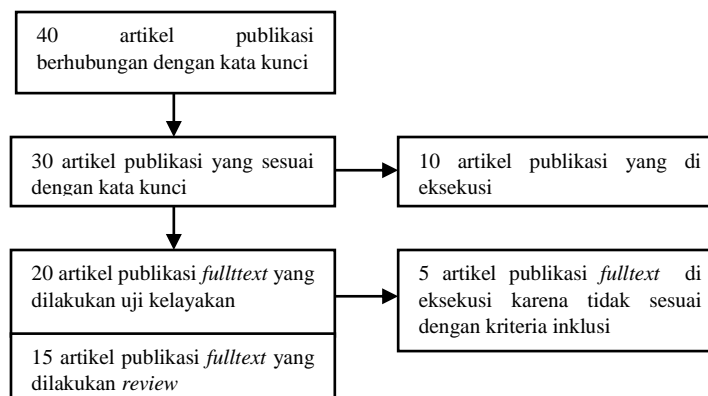 40 artikel publikasi
berhubungan dengan kata kunci
30 artikel publikasi yang sesuai
dengan kata kunci
10 artikel publikasi yang di
eksekusi
20 artikel publikasi fullttext yang
dilakukan uji kelayakan
5 artikel publikasi fulltext di
eksekusi karena tidak sesuai
dengan kriteria inklusi
15 artikel publikasi fulltext yang
dilakukan review